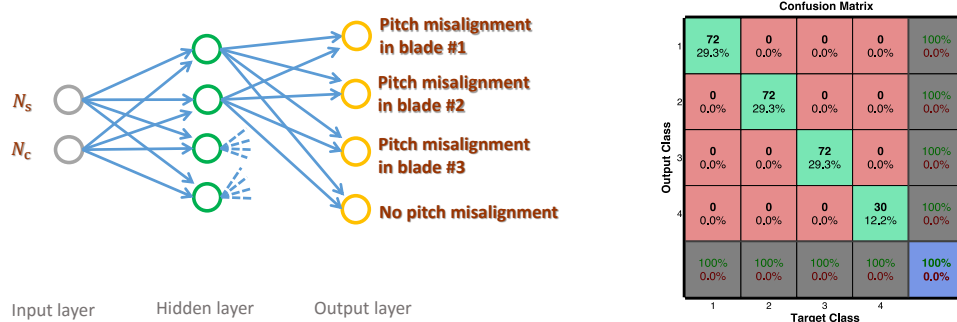 N_s
N_c
Pitch misalignment
in blade #1
Pitch misalignment
in blade #2
Pitch misalignment
in blade #3
No pitch misalignment
Input layer
Hidden layer
Output layer
Confusion Matrix
Output Class
1
72 0 0 0 100%
29.3% 0.0% 0.0% 0.0% 0.0%
2
0 72 0 0 100%
0.0% 29.3% 0.0% 0.0% 0.0%
3
0 0 72 0 100%
0.0% 0.0% 29.3% 0.0% 0.0%
4
0 0 0 30 100%
0.0% 0.0% 0.0% 12.2% 0.0%
100% 100% 100% 100% 100%
0.0% 0.0% 0.0% 0.0% 0.0%
1 2 3 4
Target Class